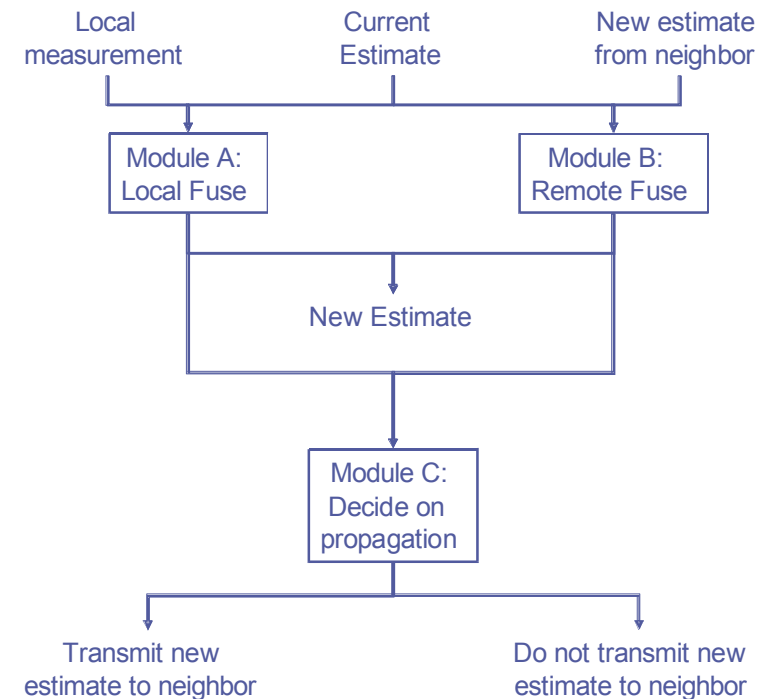 Local
measurement
Current
Estimate
New estimate
from neighbor
Module A:
Local Fuse
Module B:
Remote Fuse
New Estimate
Module C:
Decide on
propagation
Transmit new
estimate to neighbor
Do not transmit new
estimate to neighbor